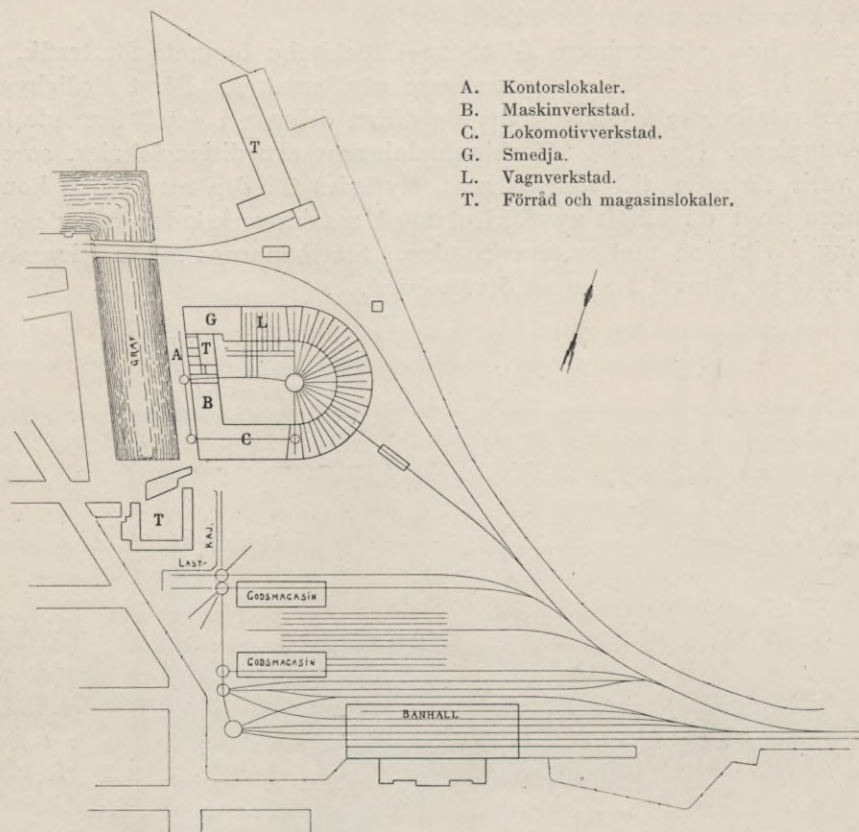 A. Kontorslokaler.
B. Maskinverkstad.
C. Lokomotivverkstad.
G. Smedja.
L. Vagnverkstad.
T. Förråd och magasinslokaler.
T
G
L
GRAF
A
T
B
C
T
LAST-
KAJ.
GODSMAGASIN
GODSMAGASIN
BANHALL